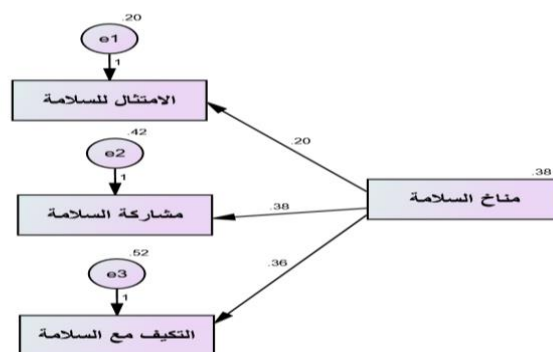 .20
e1
1
الامتثال للسلامة
.20
.42
e2
1
مشاركة السلامة
.38
.38
مناخ السلامة
.52
e3
.36
1
التكيف مع السلامة